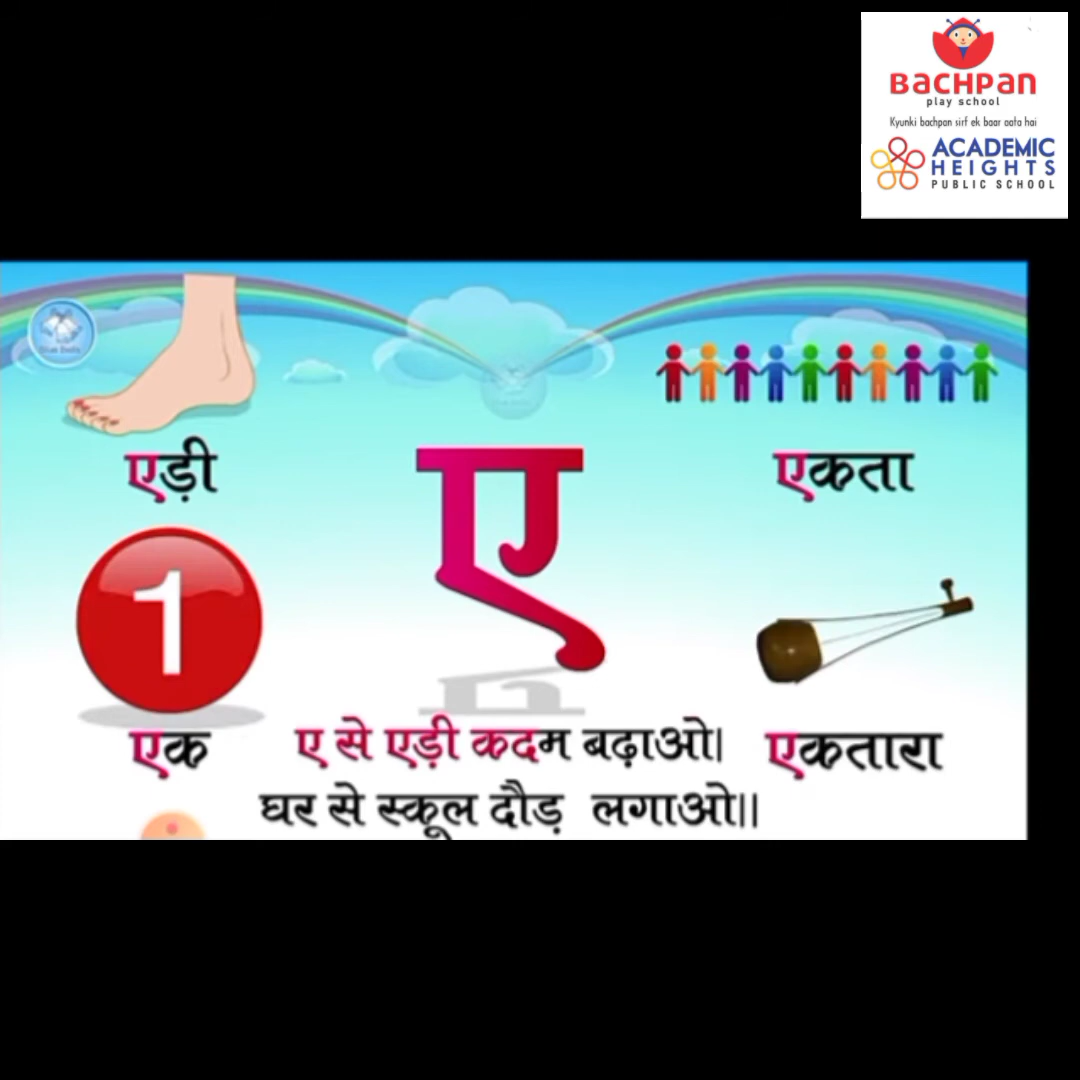 BACHPAN
play school
Kyunki bachpan sirf ek baar aata hai
ACADEMIC
HEIGHTS
PUBLIC SCHOOL
एड़ी
ए
एकता
1
एक
एकतारा
ए से एड़ी कदम बढ़ाओ|
घर से स्कूल दौड़ लगाओ||